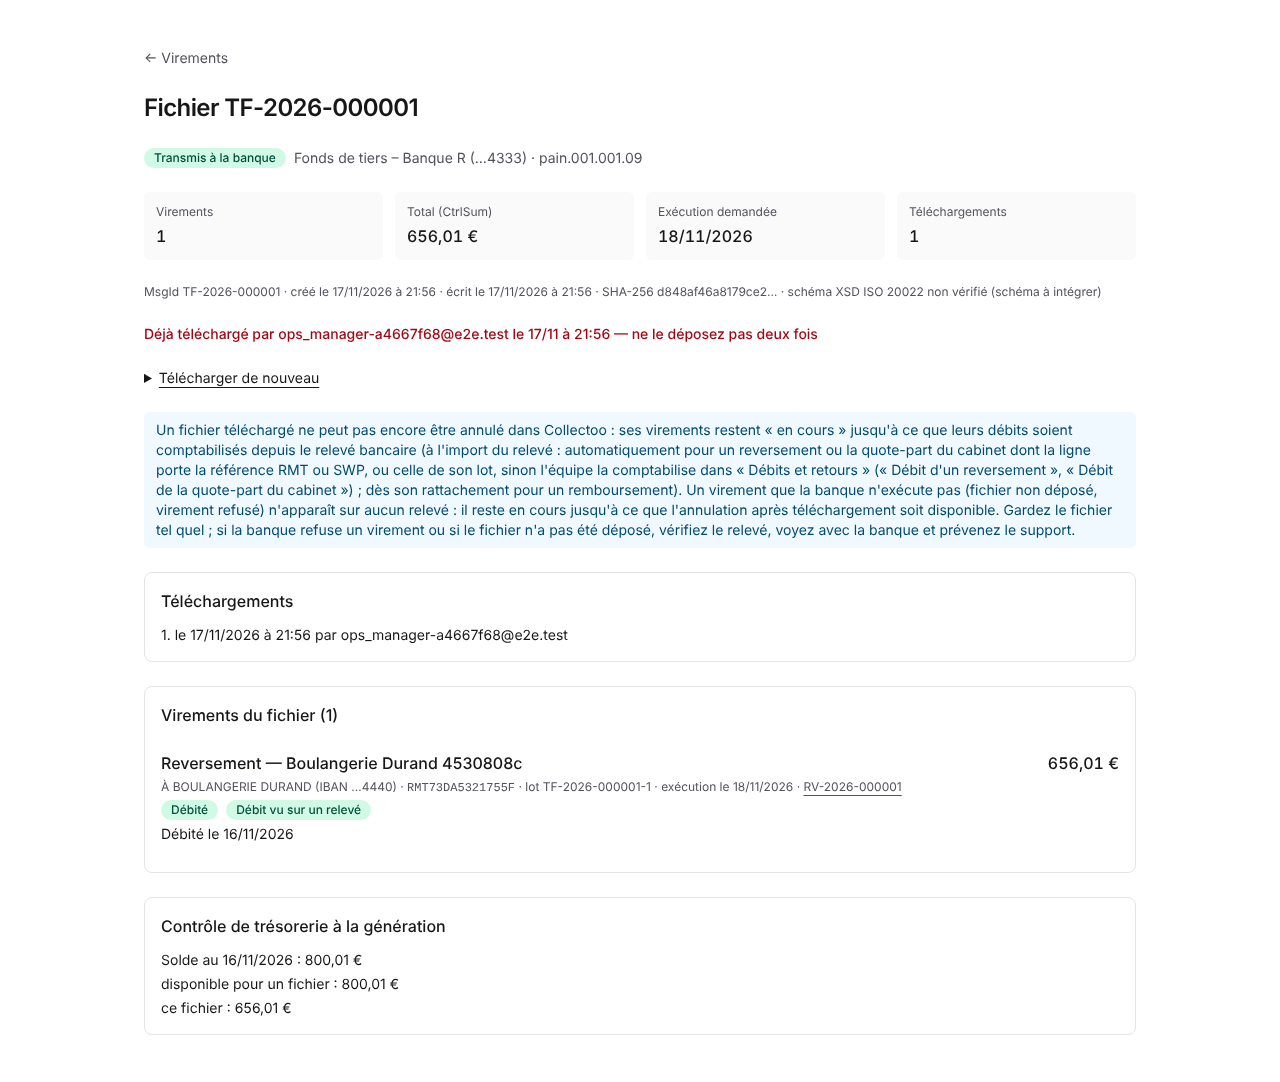 ← Virements
Fichier TF-2026-000001
Transmis à la banque Fonds de tiers – Banque R (…4333) · pain.001.001.09
Virements
1
Total (CtrlSum)
656,01 €
Exécution demandée
18/11/2026
Téléchargements
1
MsgId TF-2026-000001 · créé le 17/11/2026 à 21:56 · écrit le 17/11/2026 à 21:56 · SHA-256 d848af46a8179ce2… · schéma XSD ISO 20022 non vérifié (schéma à intégrer)
Déjà téléchargé par ops_manager-a4667f68@e2e.test le 17/11 à 21:56 — ne le déposez pas deux fois
Télécharger de nouveau
Un fichier téléchargé ne peut pas encore être annulé dans Collectoo : ses virements restent « en cours » jusqu'à ce que leurs débits soient
comptabilisés depuis le relevé bancaire (à l'import du relevé : automatiquement pour un reversement ou la quote-part du cabinet dont la ligne
porte la référence RMT ou SWP, ou celle de son lot, sinon l'équipe la comptabilise dans « Débits et retours » (« Débit d'un reversement », « Débit
de la quote-part du cabinet ») ; dès son rattachement pour un remboursement). Un virement que la banque n'exécute pas (fichier non déposé,
virement refusé) n'apparaît sur aucun relevé : il reste en cours jusqu'à ce que l'annulation après téléchargement soit disponible. Gardez le fichier
tel quel ; si la banque refuse un virement ou si le fichier n'a pas été déposé, vérifiez le relevé, voyez avec la banque et prévenez le support.
Téléchargements
1. le 17/11/2026 à 21:56 par ops_manager-a4667f68@e2e.test
Virements du fichier (1)
Reversement — Boulangerie Durand 4530808c 656,01 €
À BOULANGERIE DURAND (IBAN …4440) · RMT73DA5321755F · lot TF-2026-000001-1 · exécution le 18/11/2026 · RV-2026-000001
Débité Débit vu sur un relevé
Débité le 16/11/2026
Contrôle de trésorerie à la génération
Solde au 16/11/2026 : 800,01 €
disponible pour un fichier : 800,01 €
ce fichier : 656,01 €